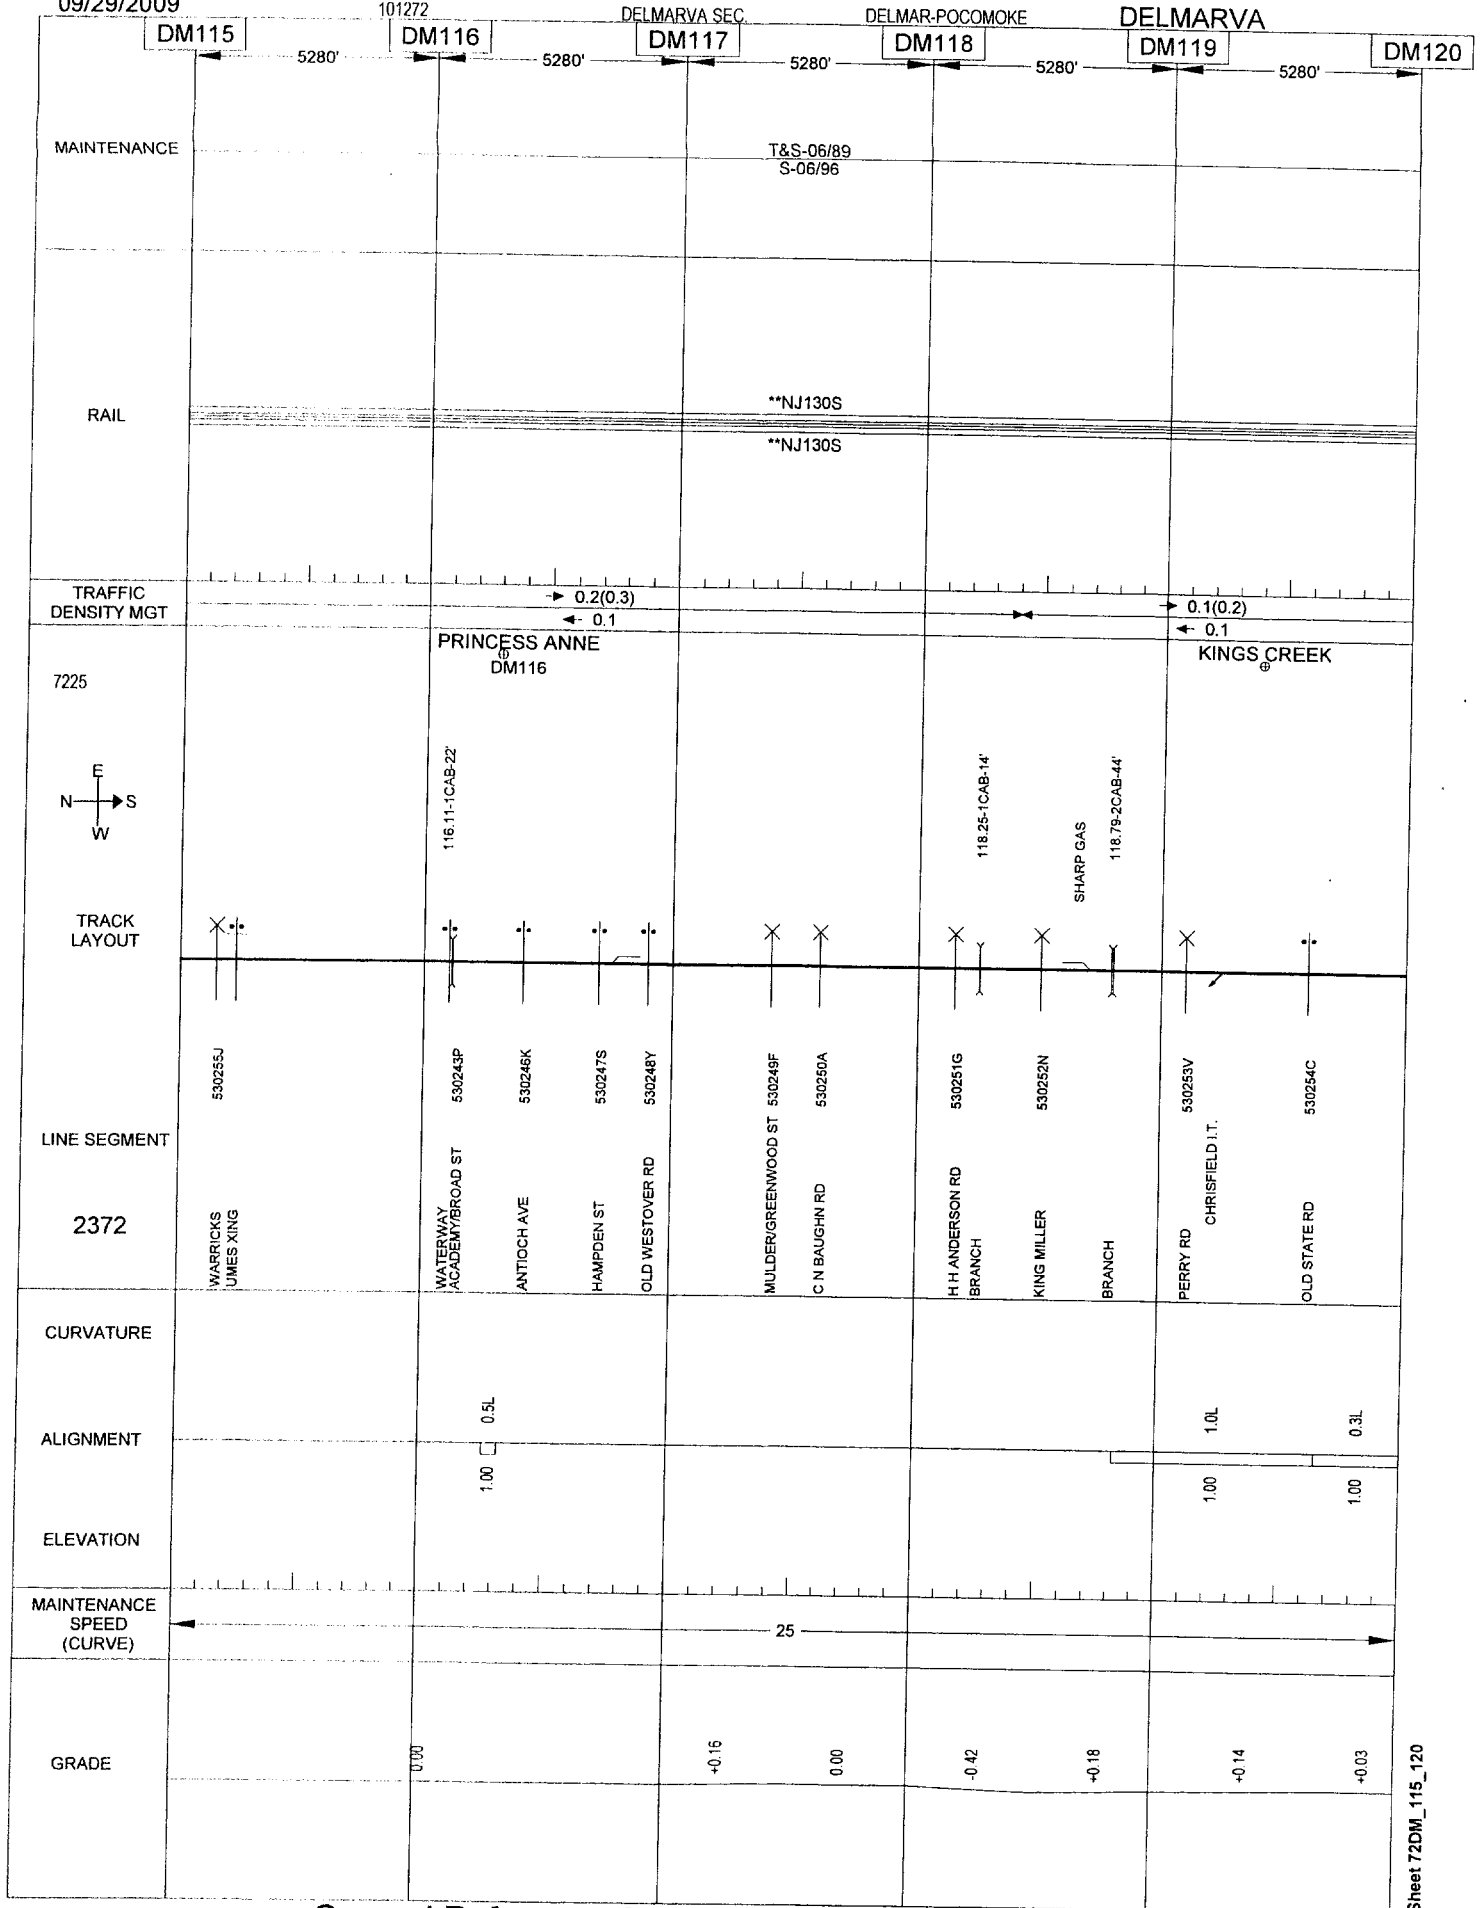 09/29/2009
101272
DELMARVA SEC.
DELMAR-POCOMOKE
DELMARVA
DM115
DM116
DM117
DM118
DM119
DM120
5280'
5280'
5280'
5280'
5280'
MAINTENANCE
T&S-06/89
S-06/96
RAIL
**NJ130S
**NJ130S
TRAFFIC
DENSITY MGT
0.2(0.3)
0.1
0.1(0.2)
0.1
PRINCESS ANNE
DM116
KINGS CREEK
7225
E
N
S
W
116.11-1CAB-22'
118.25-1CAB-14'
SHARP GAS
118.79-2CAB-44'
TRACK
LAYOUT
530255J
530243P
530246K
530247S
530248Y
530249F
530250A
530251G
530252N
530253V
530254C
LINE SEGMENT
2372
WARRICKS
UMES XING
WATERWAY
ACADEMY/BROAD ST
ANTIOCH AVE
HAMPDEN ST
OLD WESTOVER RD
MULDER/GREENWOOD ST
C N BAUGHN RD
H H ANDERSON RD
BRANCH
KING MILLER
BRANCH
PERRY RD
CHRISFIELD I.T.
OLD STATE RD
CURVATURE
0.5L
1.0L
0.3L
ALIGNMENT
1.00
1.00
1.00
ELEVATION
MAINTENANCE
SPEED
(CURVE)
25
GRADE
0.00
+0.16
0.00
-0.42
+0.18
+0.14
+0.03
Sheet 72DM_115_120